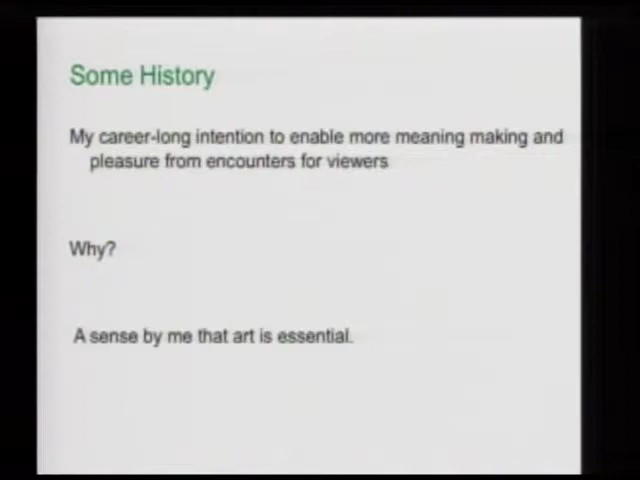 Some History
My career-long intention to enable more meaning making and
pleasure from encounters for viewers
Why?
A sense by me that art is essential.